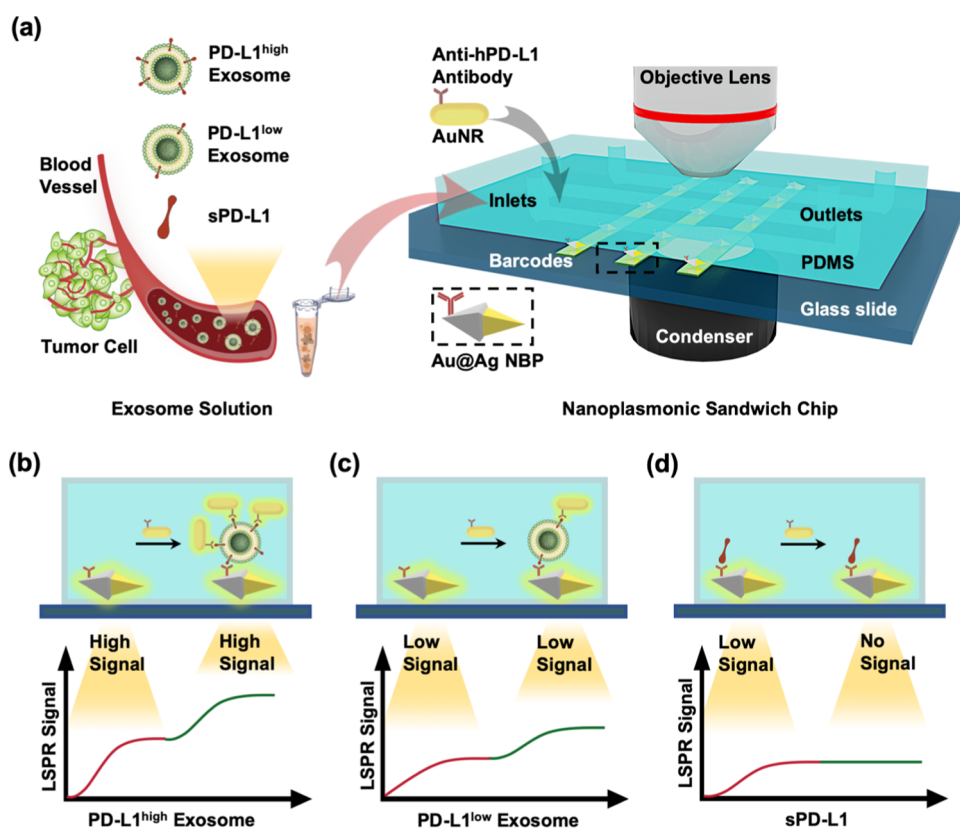 (a)
PD-L1high
Exosome
PD-L1low
Exosome
sPD-L1
Blood
Vessel
Tumor Cell
Exosome Solution
Anti-hPD-L1
Antibody
AuNR
Objective Lens
Inlets
Outlets
Barcodes
PDMS
Glass slide
Condenser
Au@Ag NBP
Nanoplasmonic Sandwich Chip
(b)
High
Signal
High
Signal
LSPR Signal
PD-L1high Exosome
(c)
Low
Signal
Low
Signal
LSPR Signal
PD-L1low Exosome
(d)
Low
Signal
No
Signal
LSPR Signal
sPD-L1